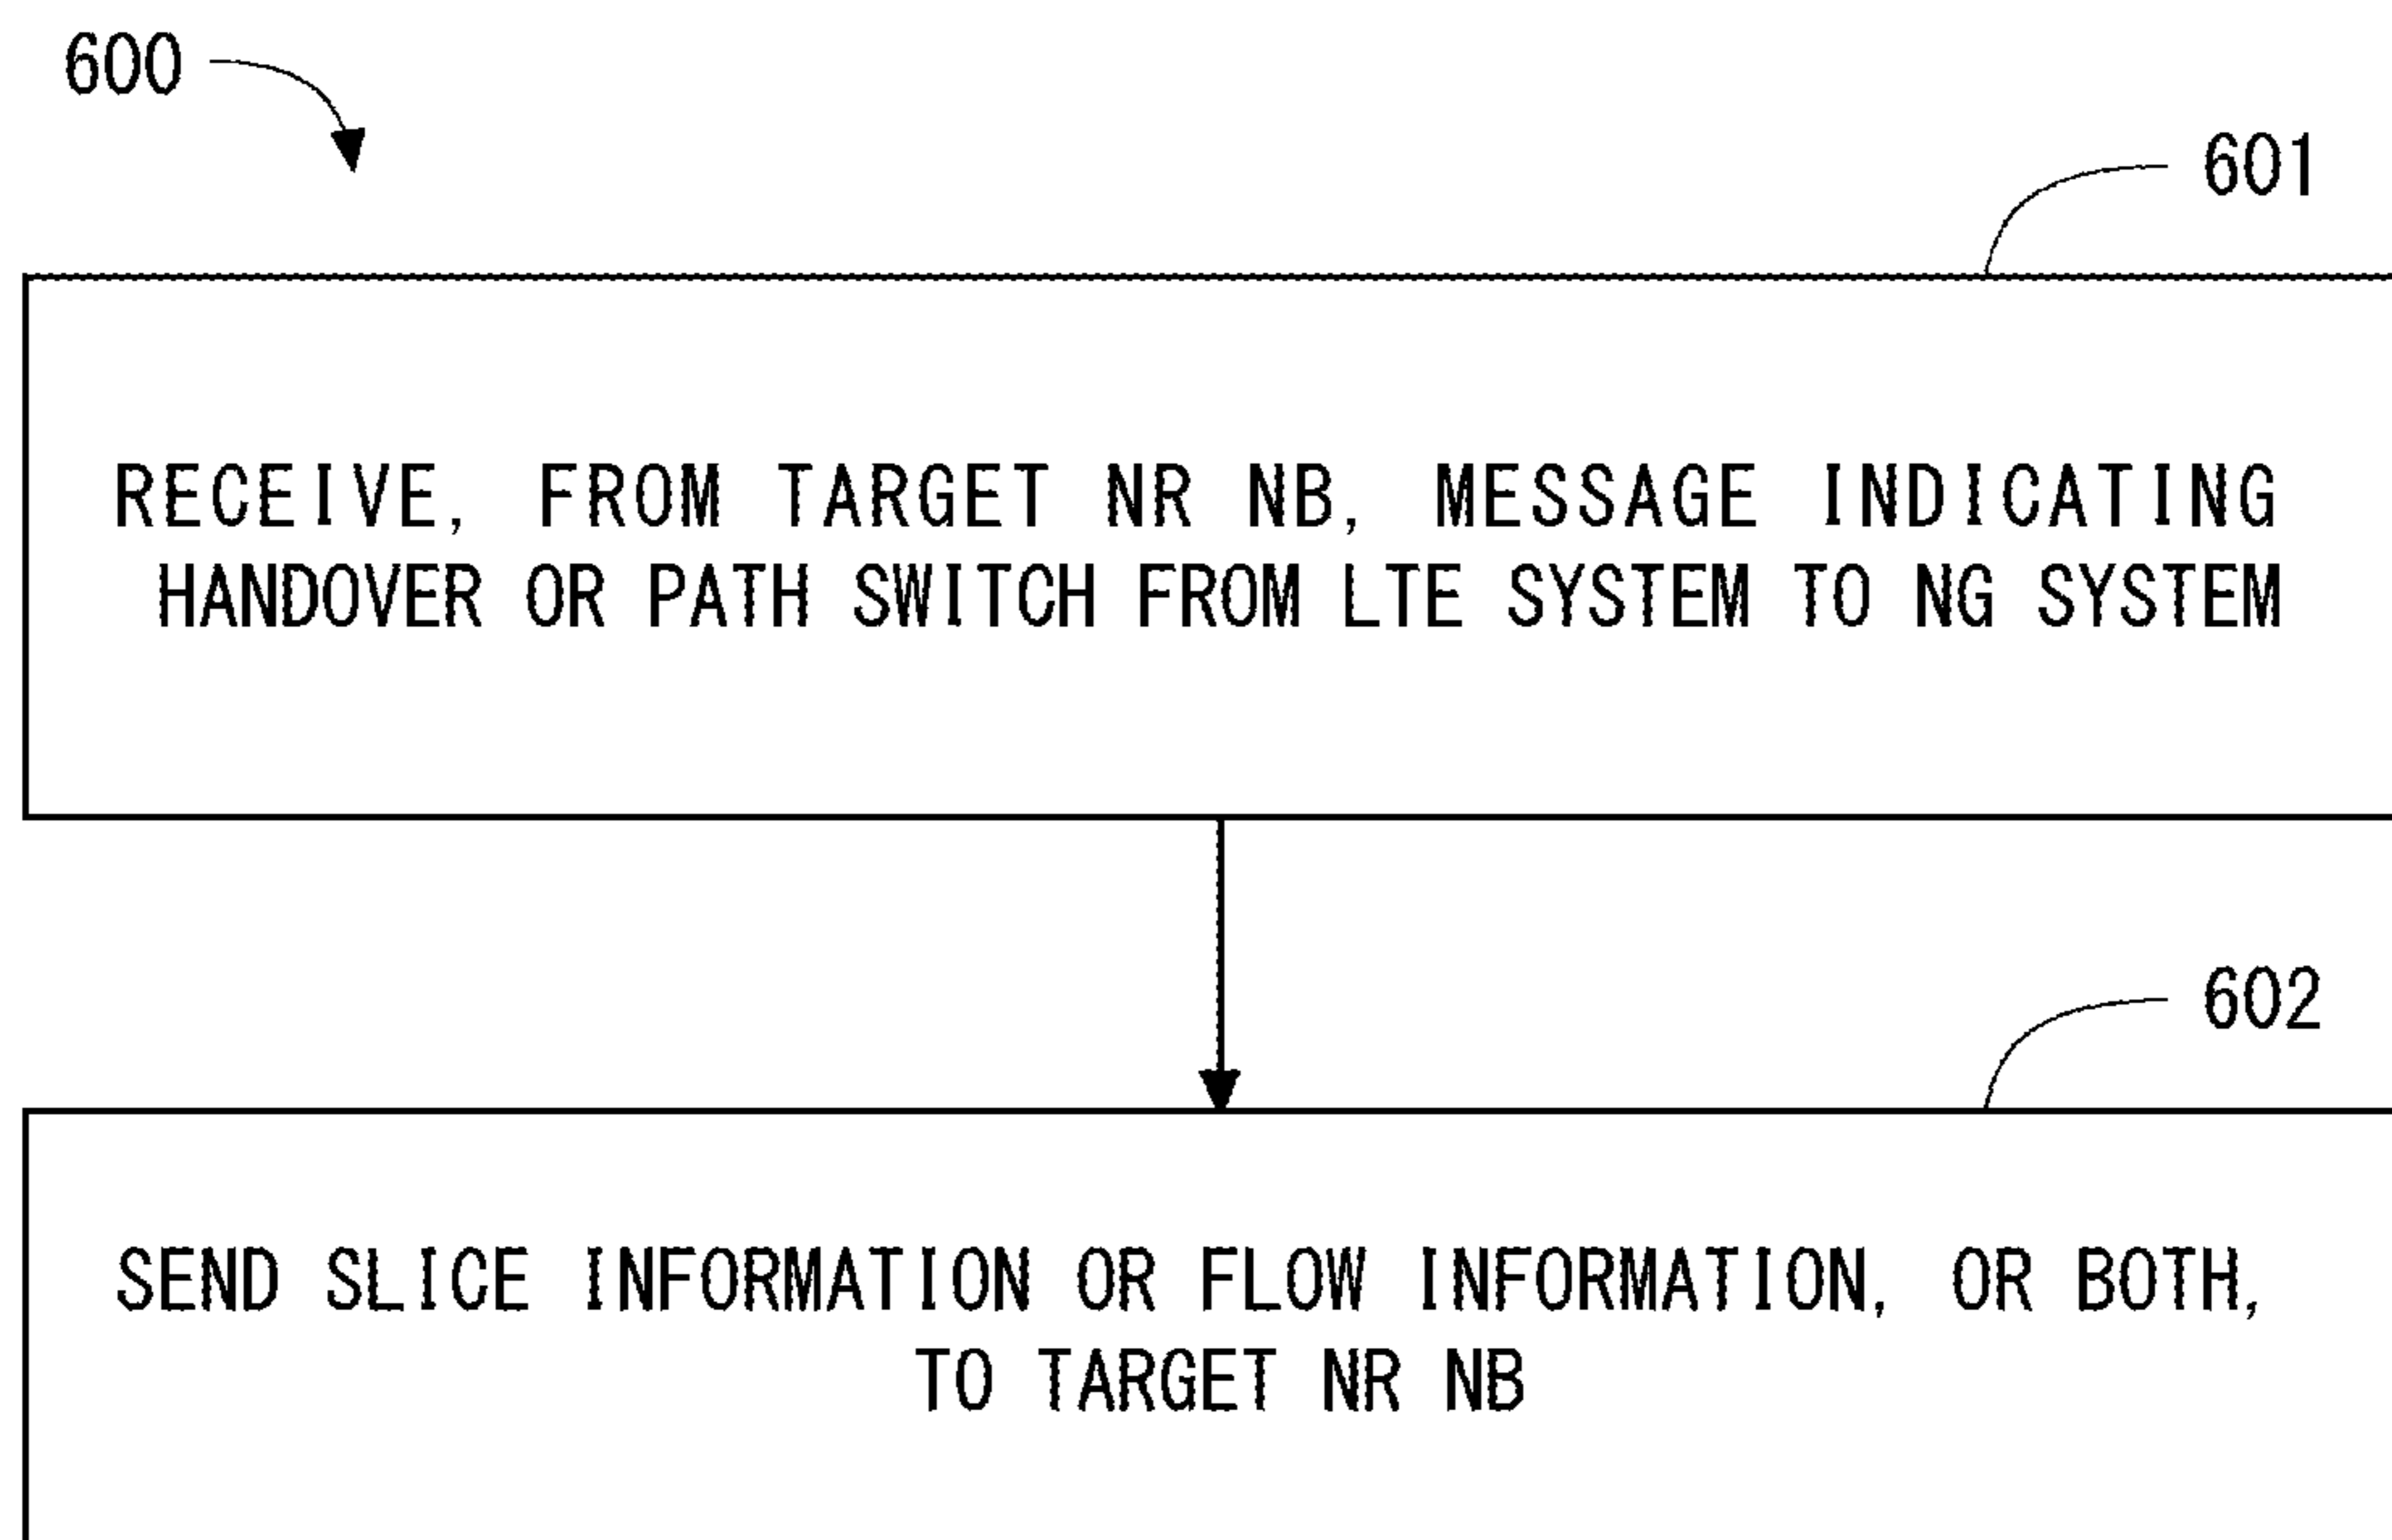 600
601
RECEIVE, FROM TARGET NR NB, MESSAGE INDICATING
HANDOVER OR PATH SWITCH FROM LTE SYSTEM TO NG SYSTEM
602
SEND SLICE INFORMATION OR FLOW INFORMATION, OR BOTH,
TO TARGET NR NB